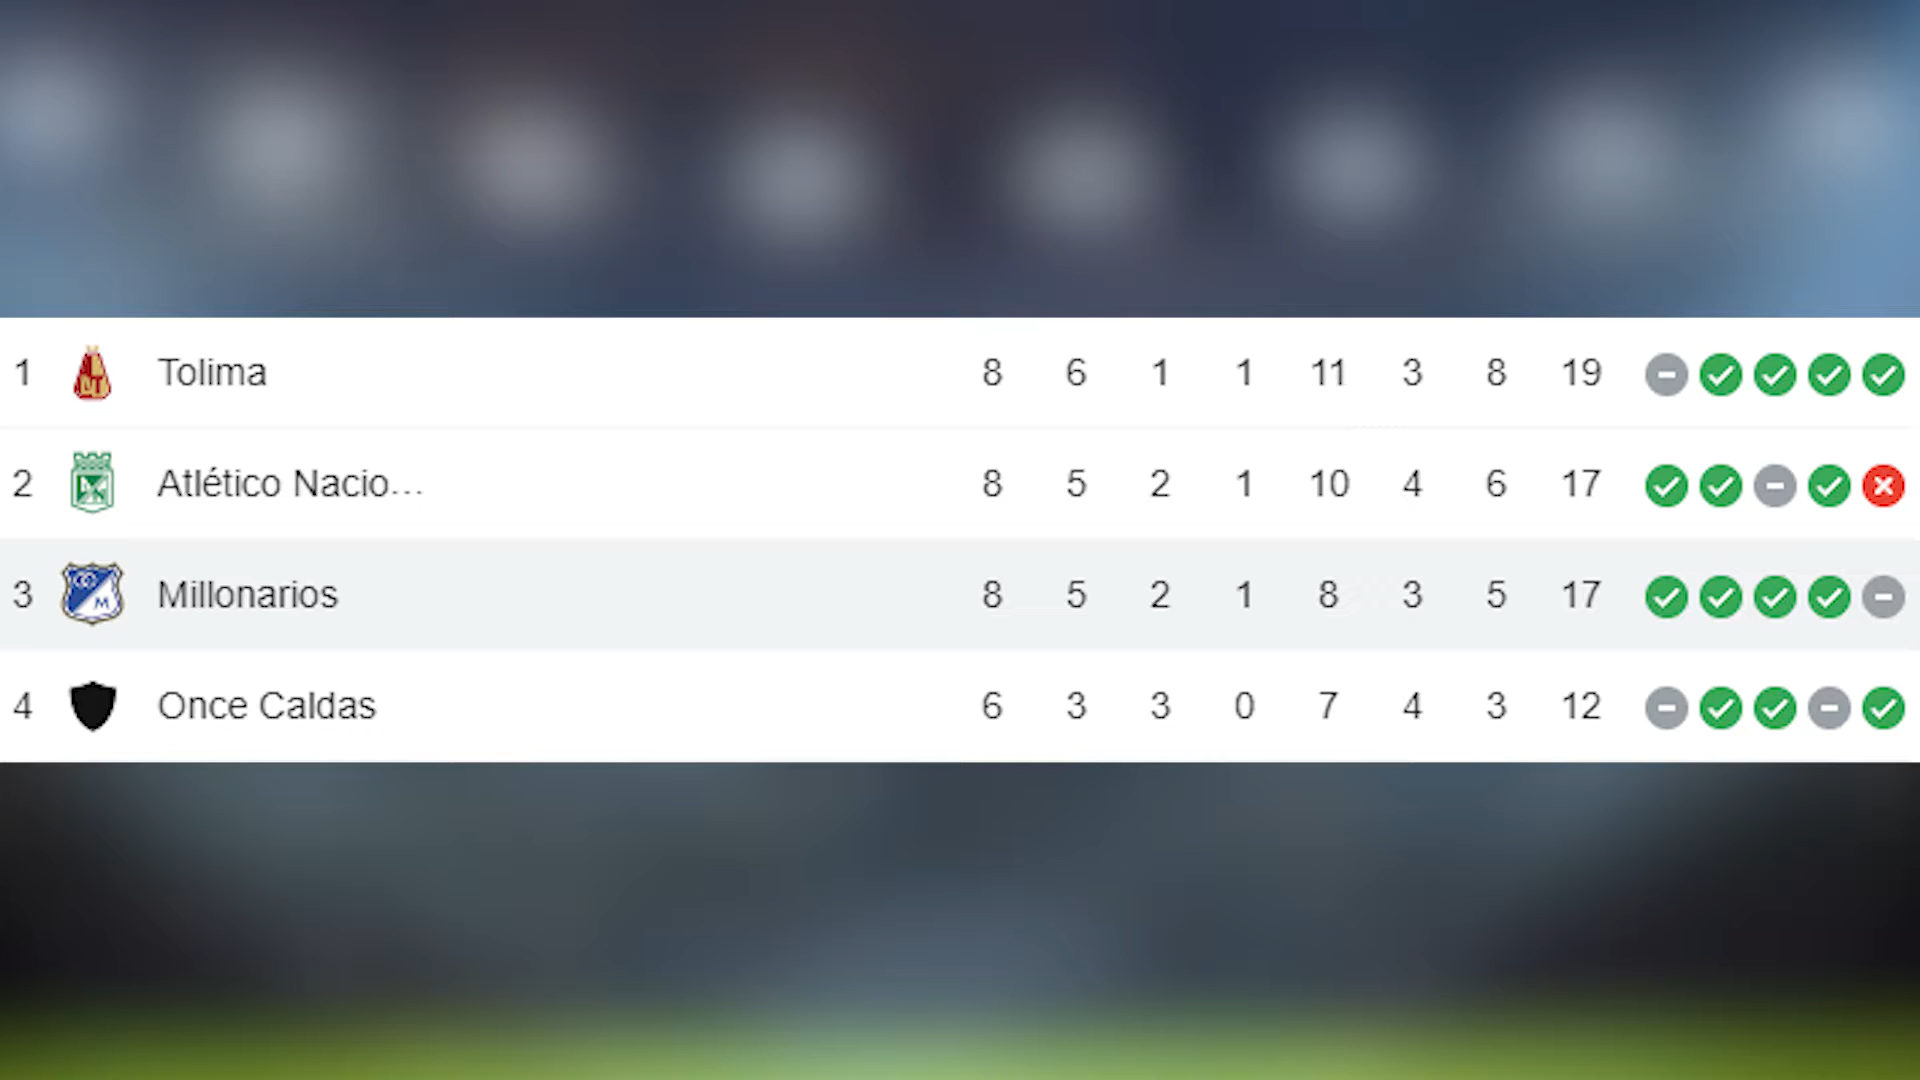 1 Tolima 8 6 1 1 11 3 8 19
2 Atlético Nacio... 8 5 2 1 10 4 6 17
3 Millonarios 8 5 2 1 8 3 5 17
4 Once Caldas 6 3 3 0 7 4 3 12